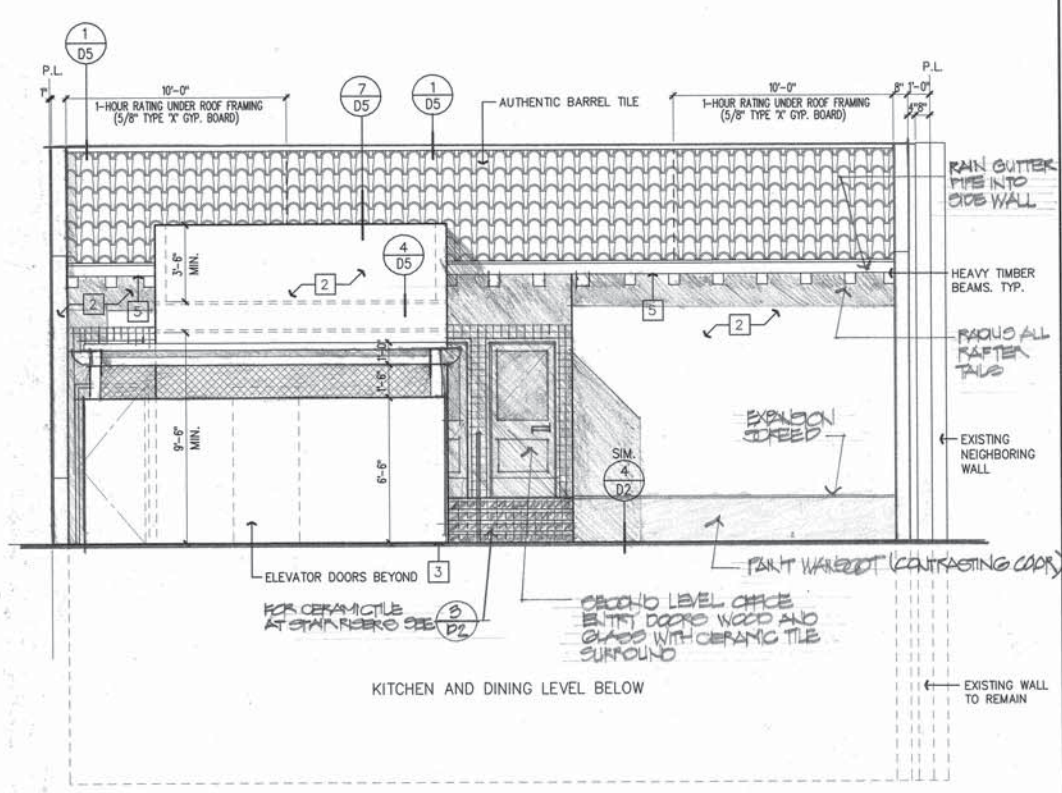 1
D5
P.L.
1"
10'-0"
1-HOUR RATING UNDER ROOF FRAMING
(5/8" TYPE 'X' GYP. BOARD)
7
D5
1
D5
AUTHENTIC BARREL TILE
10'-0"
1-HOUR RATING UNDER ROOF FRAMING
(5/8" TYPE 'X' GYP. BOARD)
P.L.
8"
1'-0"
4"
8"
RAIN GUTTER
PIPE INTO
SIDE WALL
3'-6"
MIN.
4
D5
2
2
5
5
2
HEAVY TIMBER
BEAMS. TYP.
RADIUS ALL
RAFTER
TAILS
1'-0"
1'-6"
9'-6"
MIN.
6'-6"
EXPANSION
SCREED
SIM.
4
D2
EXISTING
NEIGHBORING
WALL
ELEVATOR DOORS BEYOND
3
PAINT WAINSCOT (CONTRASTING COLOR)
FOR CERAMIC TILE
AT STAIR RISERS SEE
3
D2
SECOND LEVEL OFFICE
ENTRY DOORS WOOD AND
GLASS WITH CERAMIC TILE
SURROUND
KITCHEN AND DINING LEVEL BELOW
EXISTING WALL
TO REMAIN